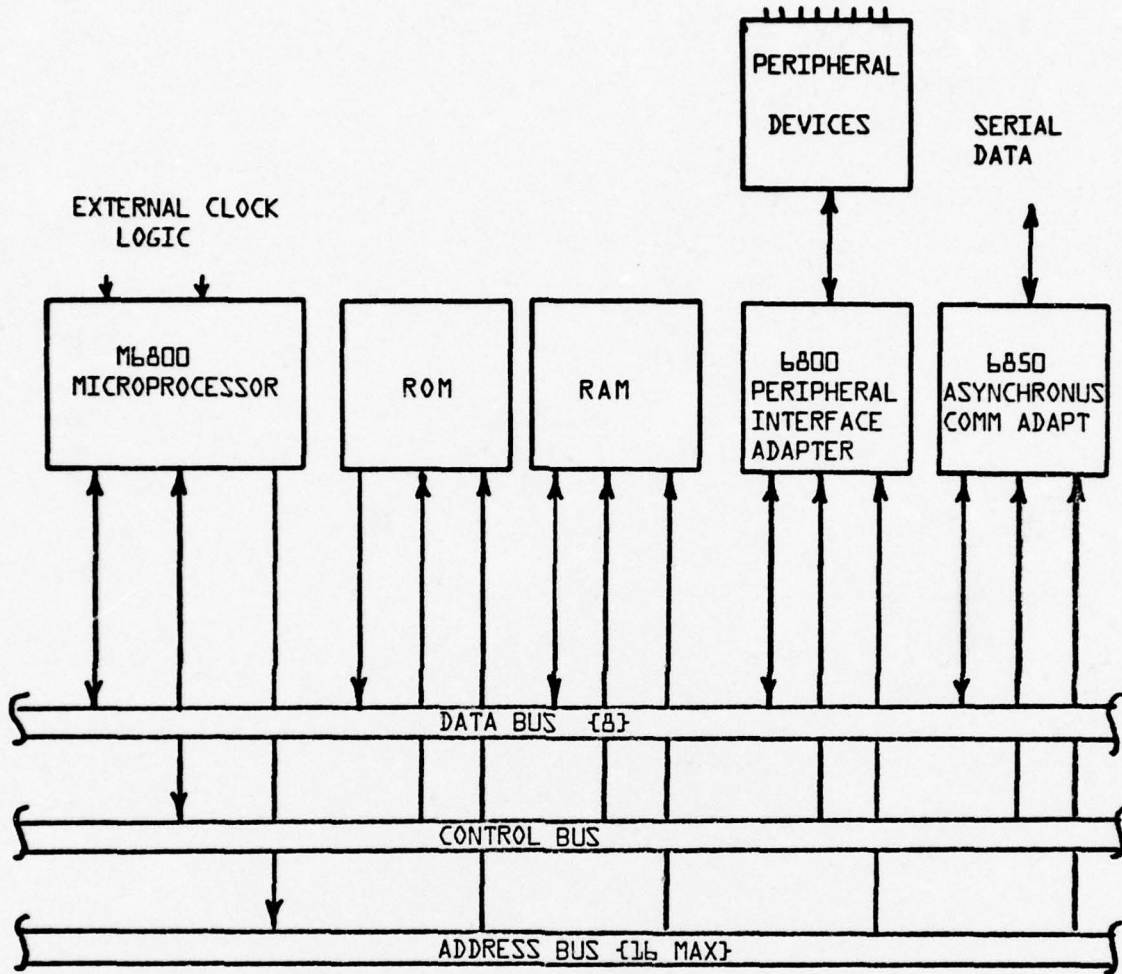 PERIPHERAL
DEVICES
SERIAL
DATA
EXTERNAL CLOCK
LOGIC
M6800
MICROPROCESSOR
ROM
RAM
6800
PERIPHERAL
INTERFACE
ADAPTER
6850
ASYNCHRONUS
COMM ADAPT
DATA BUS {8}
CONTROL BUS
ADDRESS BUS {16 MAX}